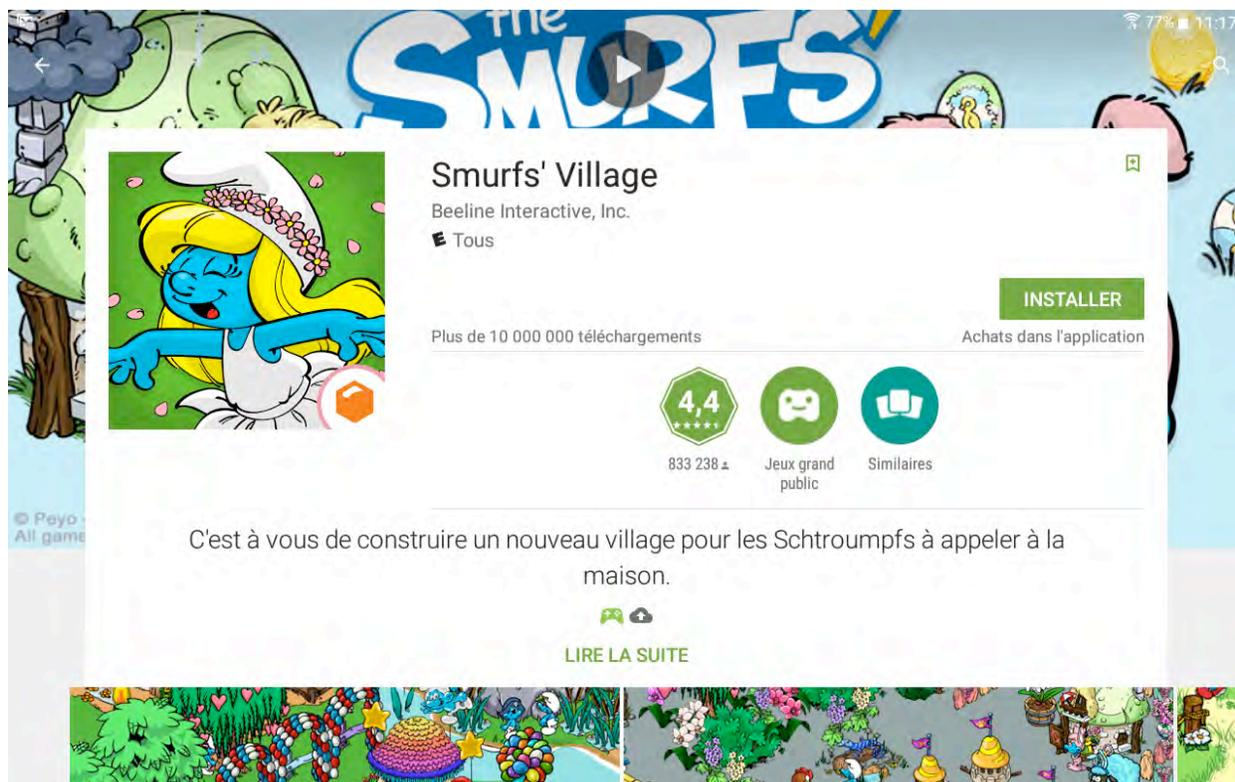 the
77% 11:17
SMURFS'
Smurfs' Village
Beeline Interactive, Inc.
E Tous
INSTALLER
Plus de 10 000 000 téléchargements
Achats dans l'application
4,4
833 238
Jeux grand
public
Similaires
© Peyo -
All game
C'est à vous de construire un nouveau village pour les Schtroumpfs à appeler à la
maison.
LIRE LA SUITE